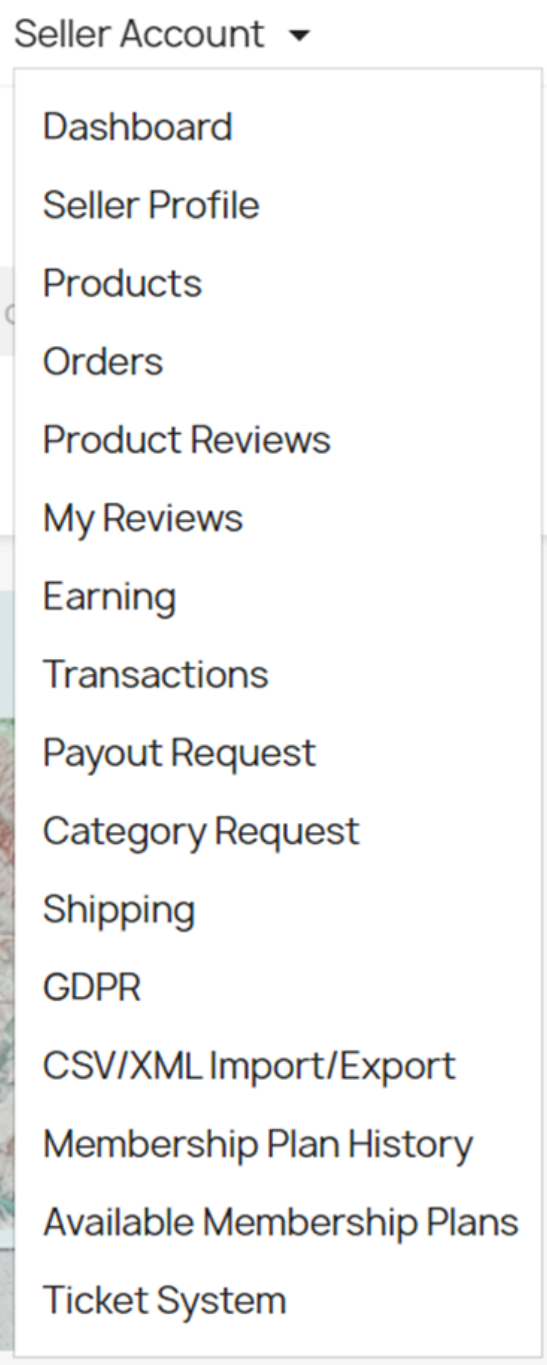 Seller Account
Dashboard
Seller Profile
Products
Orders
Product Reviews
My Reviews
Earning
Transactions
Payout Request
Category Request
Shipping
GDPR
CSV/XML Import/Export
Membership Plan History
Available Membership Plans
Ticket System